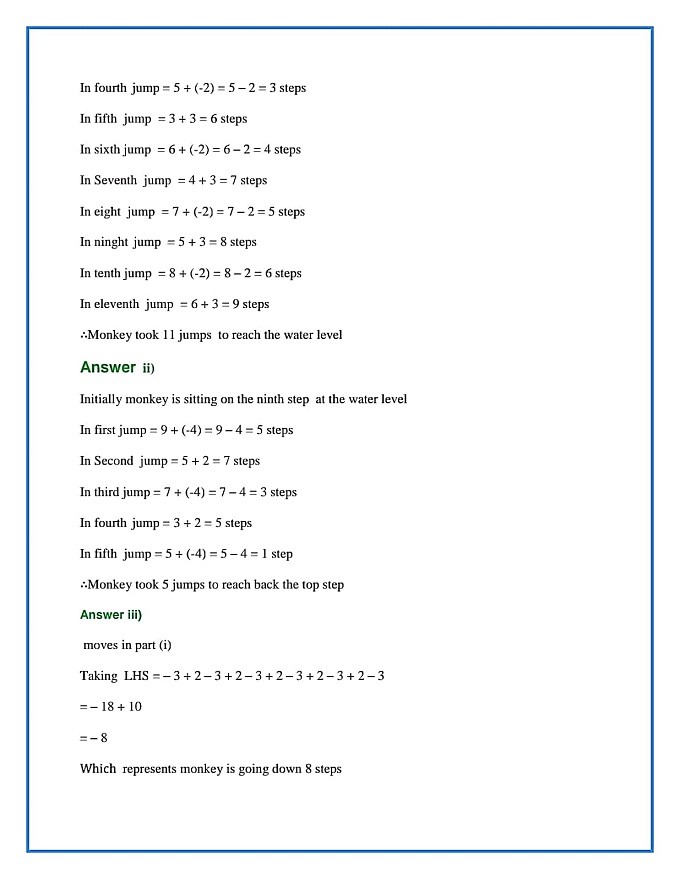 In fourth jump = 5 + (-2) = 5 – 2 = 3 steps
In fifth jump = 3 + 3 = 6 steps
In sixth jump = 6 + (-2) = 6 – 2 = 4 steps
In Seventh jump = 4 + 3 = 7 steps
In eight jump = 7 + (-2) = 7 – 2 = 5 steps
In ninght jump = 5 + 3 = 8 steps
In tenth jump = 8 + (-2) = 8 – 2 = 6 steps
In eleventh jump = 6 + 3 = 9 steps
∴Monkey took 11 jumps to reach the water level
Answer ii)
Initially monkey is sitting on the ninth step at the water level
In first jump = 9 + (-4) = 9 – 4 = 5 steps
In Second jump = 5 + 2 = 7 steps
In third jump = 7 + (-4) = 7 – 4 = 3 steps
In fourth jump = 3 + 2 = 5 steps
In fifth jump = 5 + (-4) = 5 – 4 = 1 step
∴Monkey took 5 jumps to reach back the top step
Answer iii)
moves in part (i)
Taking LHS = – 3 + 2 – 3 + 2 – 3 + 2 – 3 + 2 – 3 + 2 – 3
= – 18 + 10
= – 8
Which represents monkey is going down 8 steps